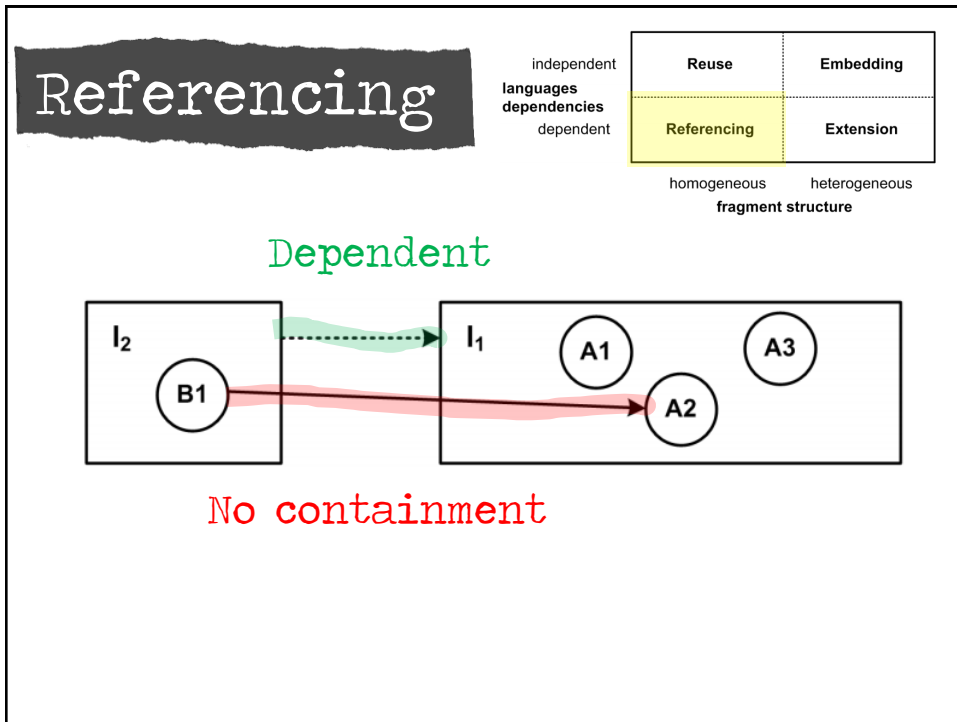 Referencing
independent
Reuse
Embedding
languages
dependencies
dependent
Referencing
Extension
homogeneous
heterogeneous
fragment structure
Dependent
l₂
l₁
A1
A3
B1
A2
No containment